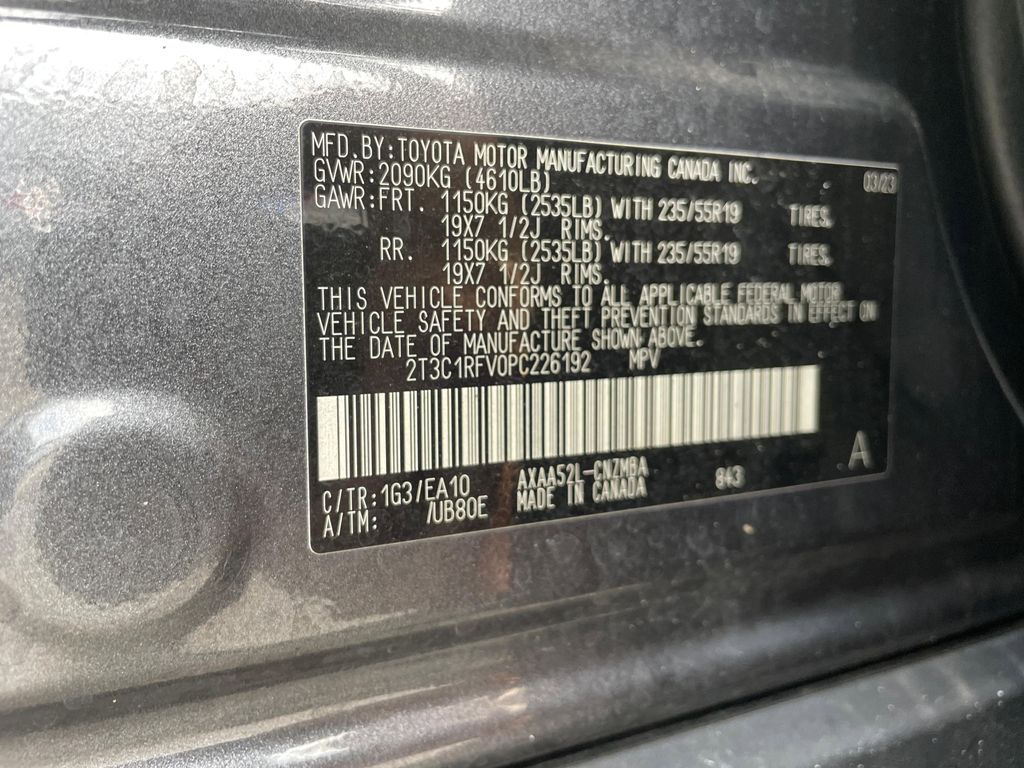 MFD.BY:TOYOTA MOTOR MANUFACTURING CANADA INC. 03/23
GVWR:2090KG (4610LB)
GAWR:FRT. 1150KG (2535LB) WITH 235/55R19 TIRES.
19X7 1/2J RIMS.
RR. 1150KG (2535LB) WITH 235/55R19 TIRES.
19X7 1/2J RIMS.
THIS VEHICLE CONFORMS TO ALL APPLICABLE FEDERAL MOTOR
VEHICLE SAFETY AND THEFT PREVENTION STANDARDS IN EFFECT ON
THE DATE OF MANUFACTURE SHOWN ABOVE.
2T3C1RFV0PC226192 MPV
C/TR:1G3/EA10 AXAA52L-CNZMBA 843 A
A/TM: /UB80E MADE IN CANADA